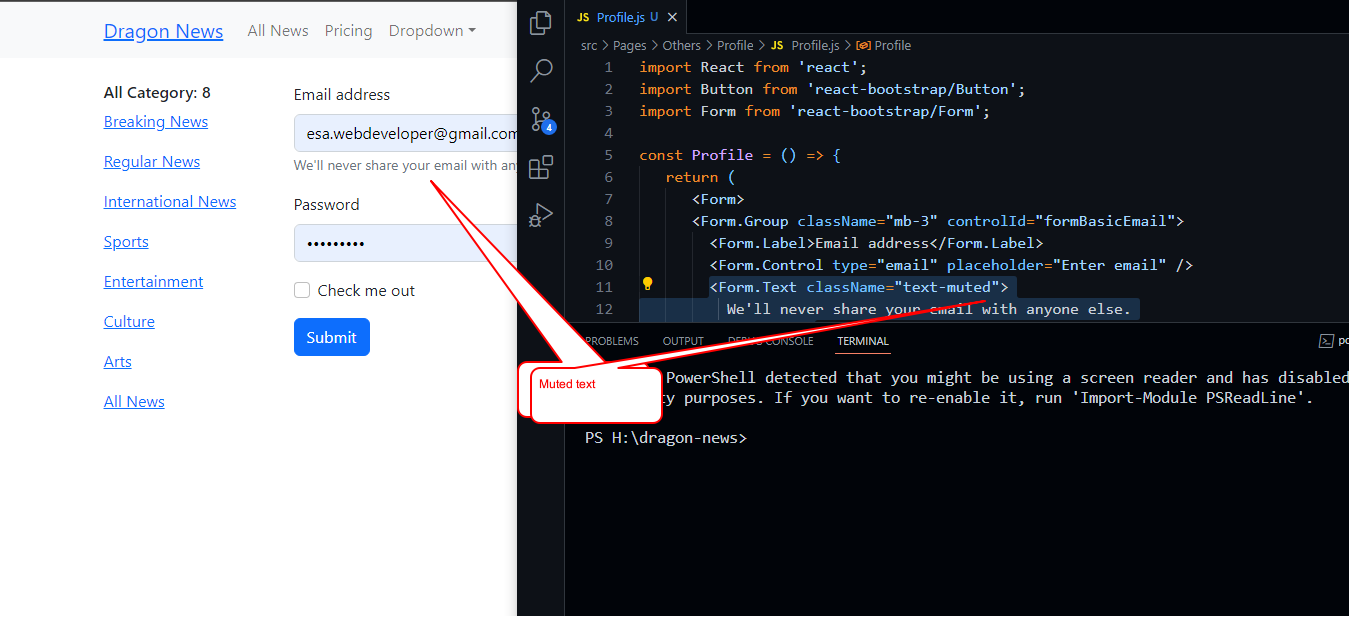 Dragon News All News Pricing Dropdown
All Category: 8
Breaking News
Regular News
International News
Sports
Entertainment
Culture
Arts
All News
Email address
esa.webdeveloper@gmail.com
We'll never share your email with an
Password
•••••••••
Check me out
Submit
4
JS Profile.js U ×
src > Pages > Others > Profile > JS Profile.js > Profile
1 import React from 'react';
2 import Button from 'react-bootstrap/Button';
3 import Form from 'react-bootstrap/Form';
4
5 const Profile = () => {
6 return (
7 <Form>
8 <Form.Group className="mb-3" controlId="formBasicEmail">
9 <Form.Label>Email address</Form.Label>
10 <Form.Control type="email" placeholder="Enter email" />
11 <Form.Text className="text-muted">
12 We'll never share your email with anyone else.
PROBLEMS OUTPUT DEBUG CONSOLE TERMINAL
Muted text
PowerShell detected that you might be using a screen reader and has disabled
purposes. If you want to re-enable it, run 'Import-Module PSReadLine'.
PS H:\dragon-news>